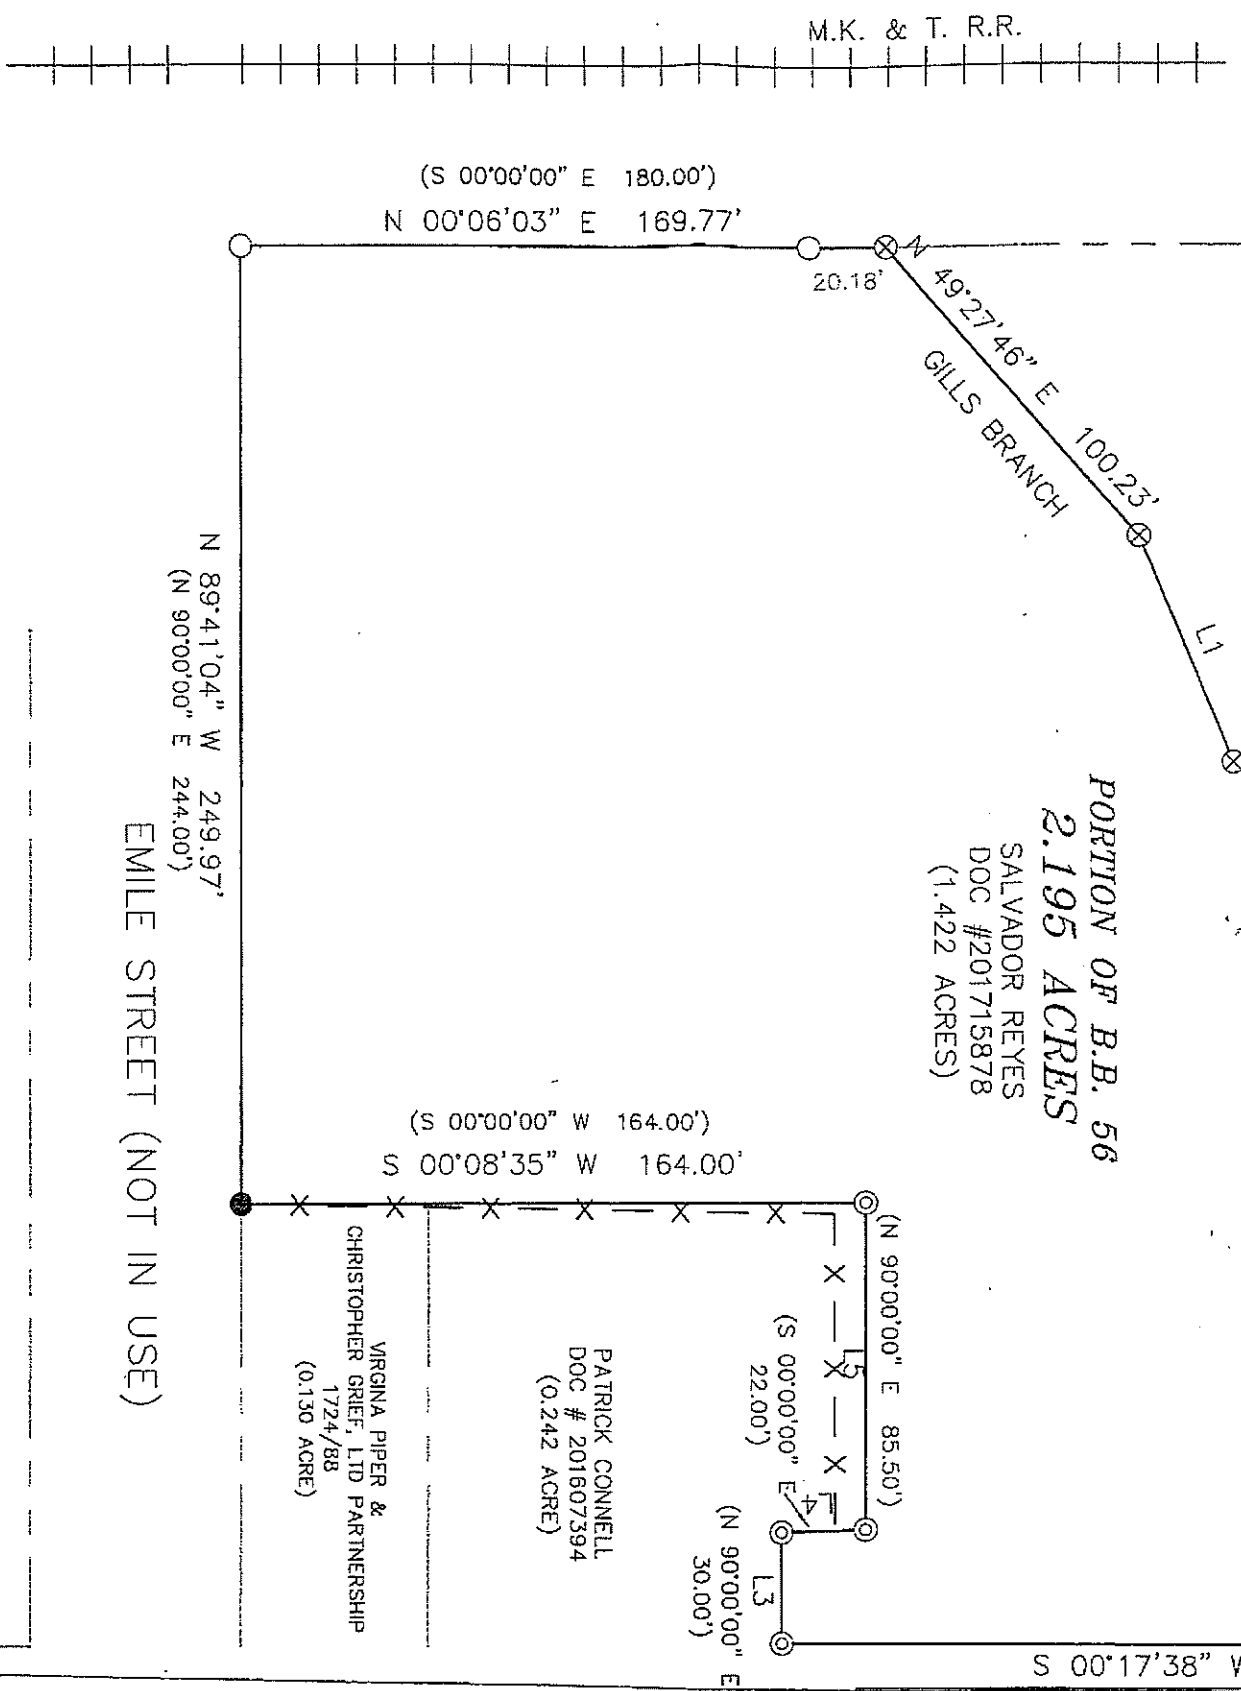 M.K. & T. R.R.
(S 00°00'00" E 180.00')
N 00°06'03" E 169.77'
20.18'
N 49°27'46" E 100.23'
GILLS BRANCH
L1
PORTION OF B.B. 56
2.195 ACRES
SALVADOR REYES
DOC #201715878
(1.422 ACRES)
N 89°41'04" W 249.97'
(N 90°00'00" E 244.00')
EMILE STREET (NOT IN USE)
(S 00°00'00" W 164.00')
S 00°08'35" W 164.00'
(N 90°00'00" E 85.50')
L5
(S 00°00'00" E
22.00')
L4
(N 90°00'00" E
30.00')
L3
PATRICK CONNELL
DOC # 201607394
(0.242 ACRE)
VIRGINA PIPER &
CHRISTOPHER GRIEF, LTD PARTNERSHIP
1724/88
(0.130 ACRE)
S 00°17'38" W